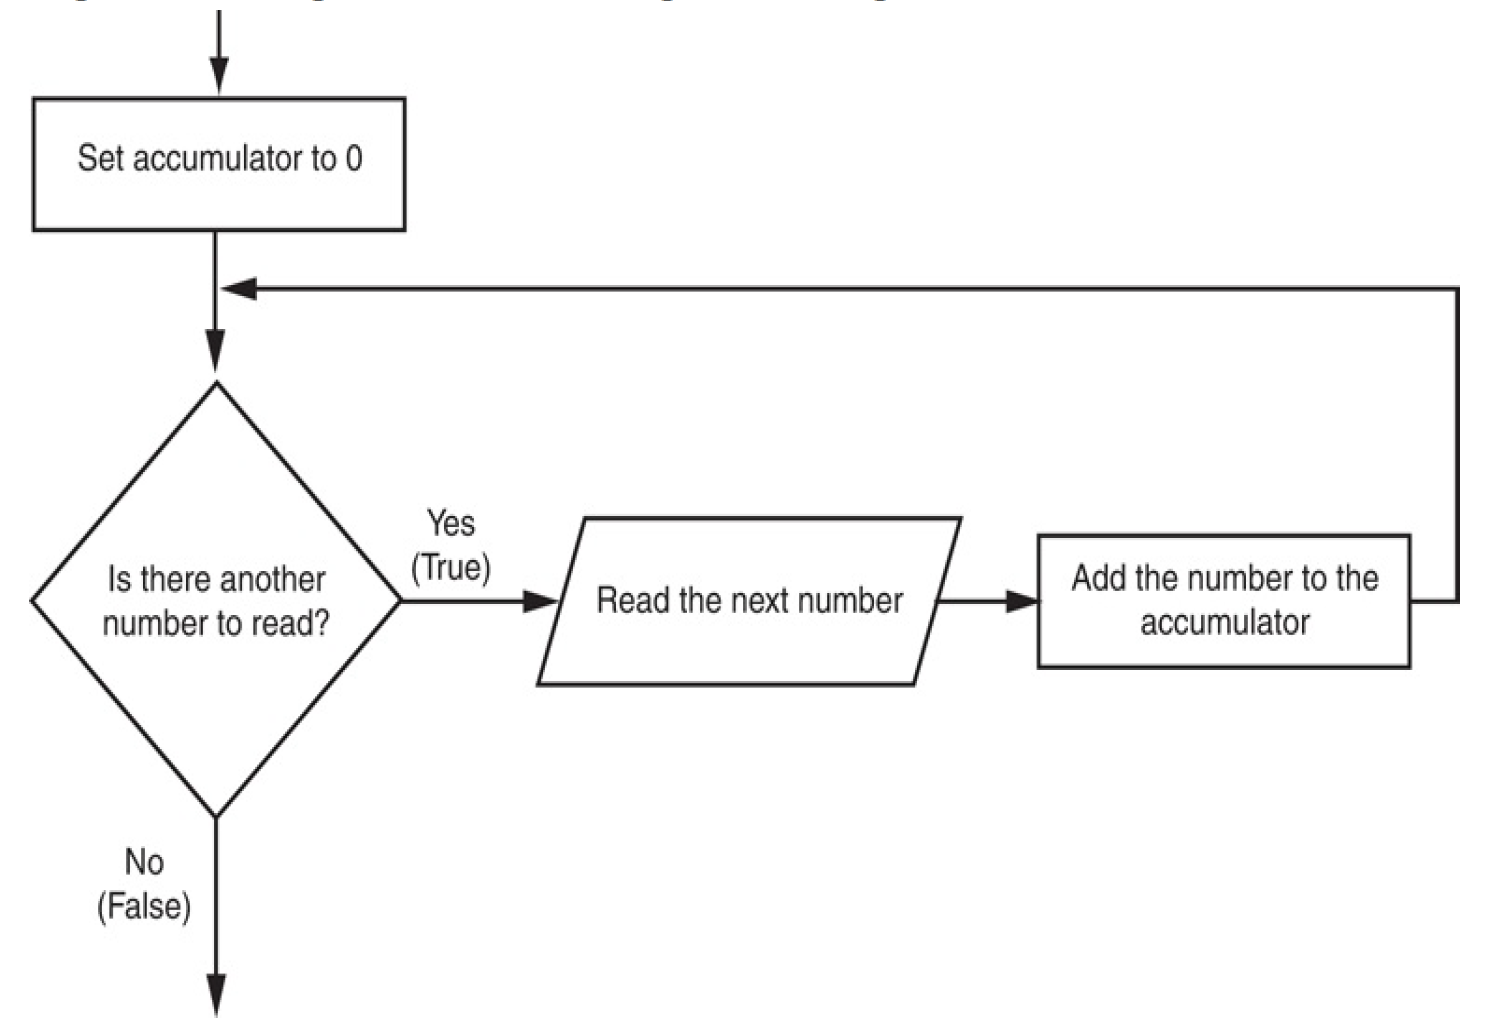 Set accumulator to 0
Is there another
number to read?
Yes
(True)
Read the next number
Add the number to the
accumulator
No
(False)